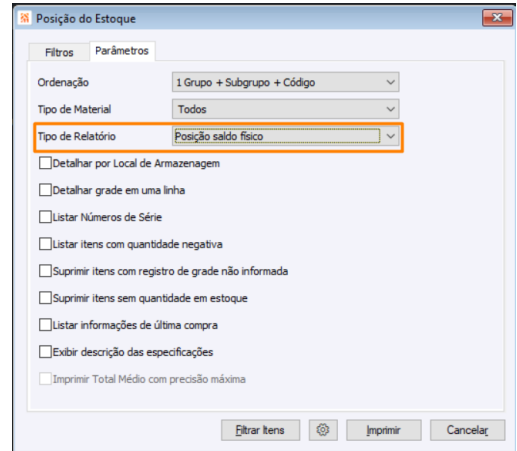 Posição do Estoque
Filtros Parâmetros
Ordenação 1 Grupo + Subgrupo + Código
Tipo de Material Todos
Tipo de Relatório Posição saldo físico
Detalhar por Local de Armazenagem
Detalhar grade em uma linha
Listar Números de Série
Listar itens com quantidade negativa
Suprimir itens com registro de grade não informada
Suprimir itens sem quantidade em estoque
Listar informações de última compra
Exibir descrição das especificações
Imprimir Total Médio com precisão máxima
Filtrar Itens Imprimir Cancelar